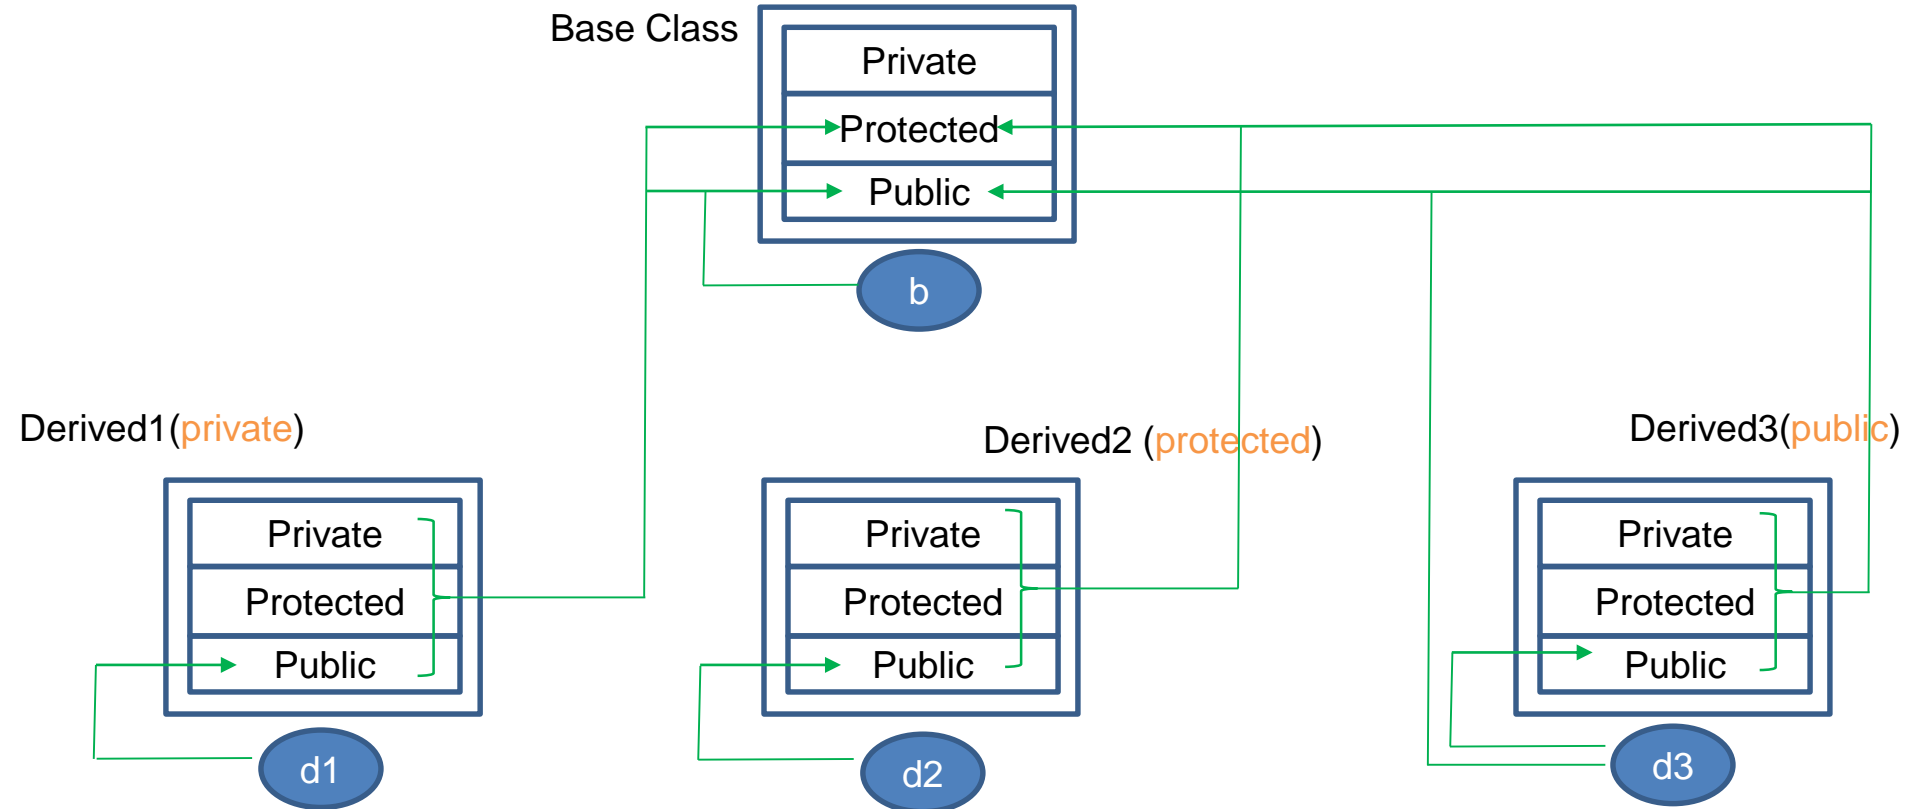 Base Class
Private
Protected
Public
b
Derived1(private)
Derived2 (protected)
Derived3(public)
Private
Protected
Public
d1
Private
Protected
Public
d2
Private
Protected
Public
d3